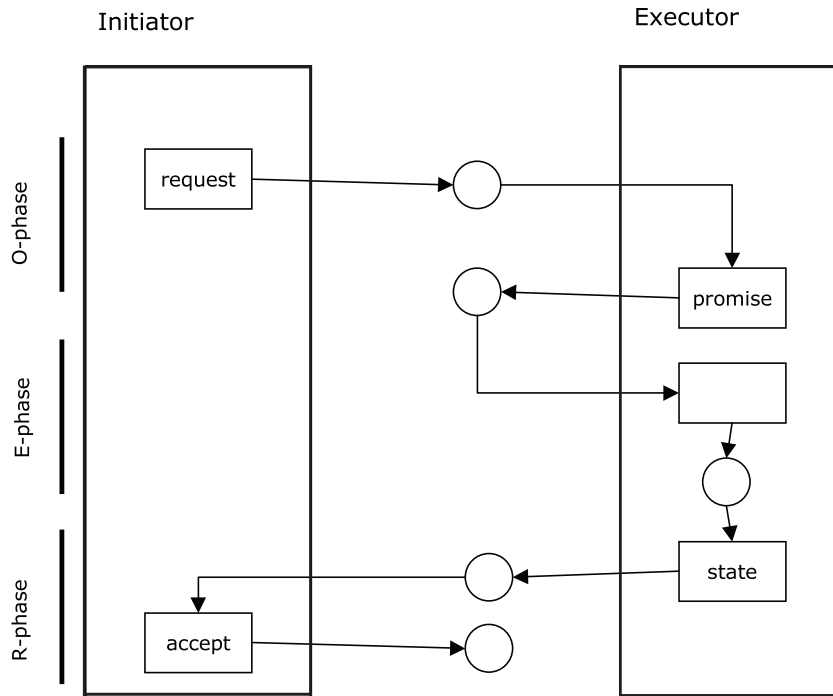 Initiator
Executor
O-phase
request
promise
E-phase
R-phase
state
accept